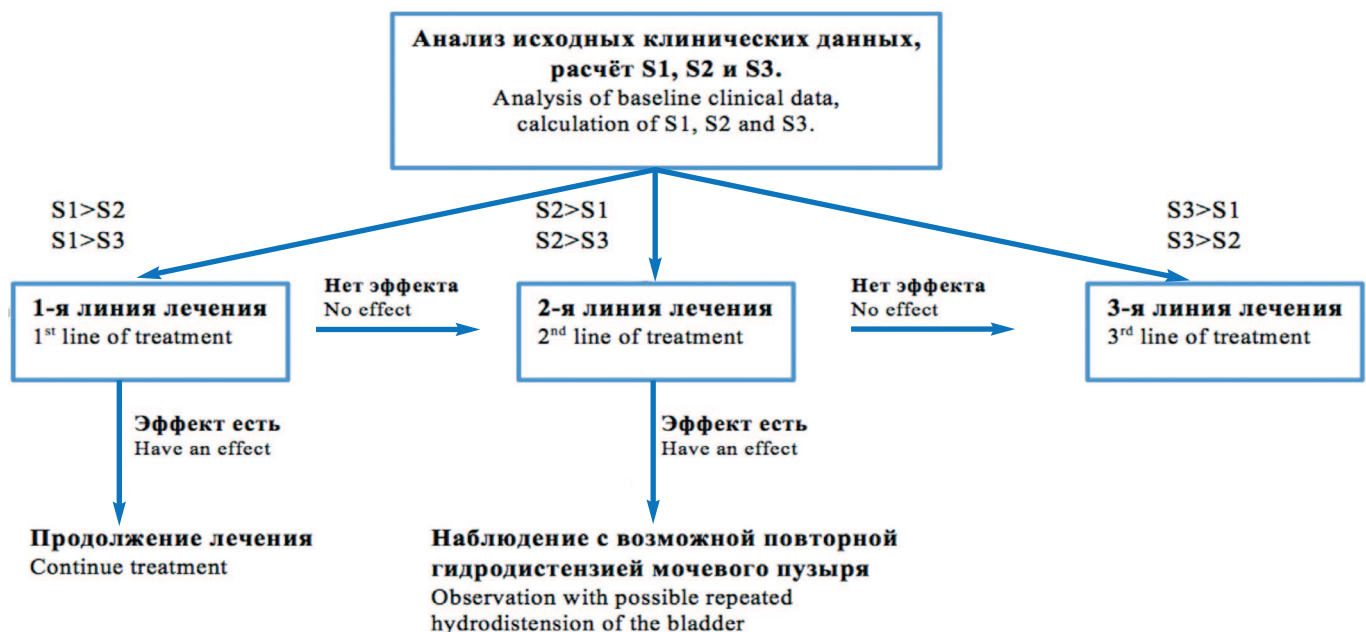 Анализ исходных клинических данных,
расчёт S1, S2 и S3.
Analysis of baseline clinical data,
calculation of S1, S2 and S3.
S1>S2
S1>S3
S2>S1
S2>S3
S3>S1
S3>S2
1-я линия лечения
1st line of treatment
Нет эффекта
No effect
2-я линия лечения
2nd line of treatment
Нет эффекта
No effect
3-я линия лечения
3rd line of treatment
Эффект есть
Have an effect
Эффект есть
Have an effect
Продолжение лечения
Continue treatment
Наблюдение с возможной повторной
гидродистензией мочевого пузыря
Observation with possible repeated
hydrodistension of the bladder